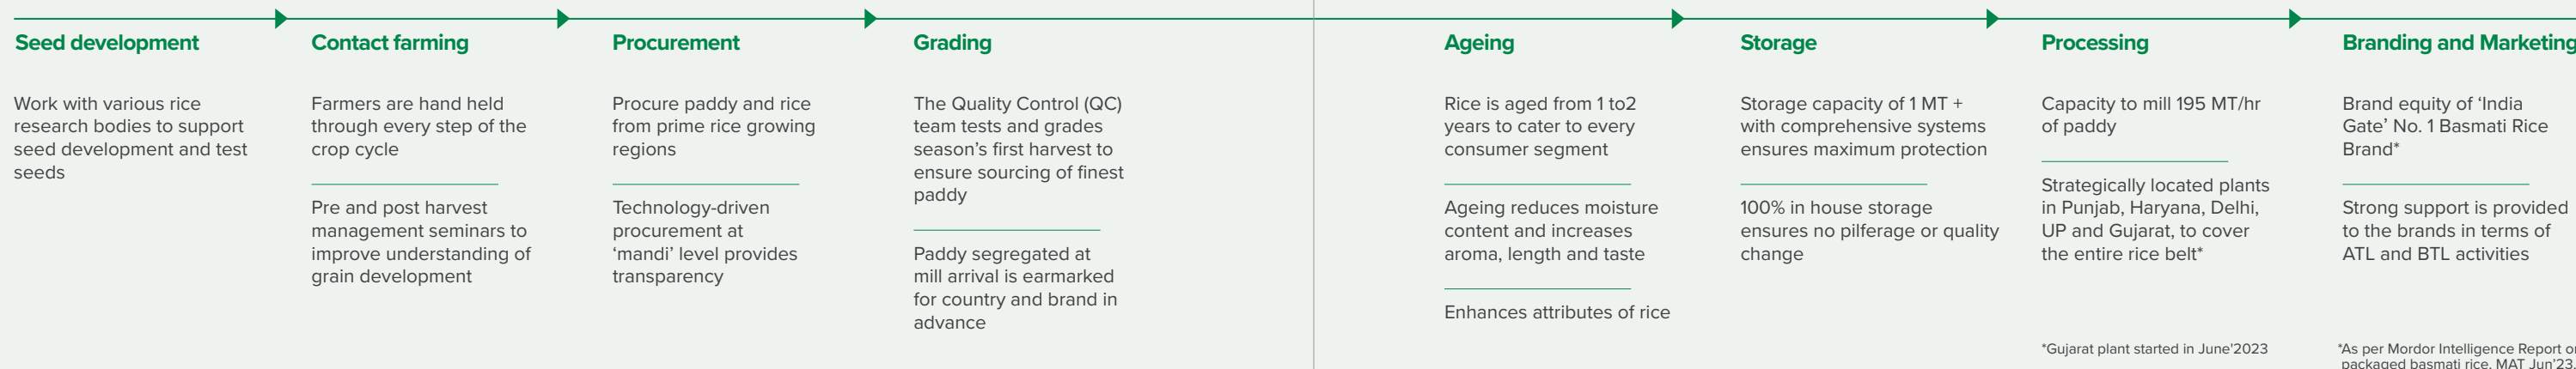 Seed development
Work with various rice
research bodies to support
seed development and test
seeds
Contact farming
Farmers are hand held
through every step of the
crop cycle
Pre and post harvest
management seminars to
improve understanding of
grain development
Procurement
Procure paddy and rice
from prime rice growing
regions
Technology-driven
procurement at
‘mandi’ level provides
transparency
Grading
The Quality Control (QC)
team tests and grades
season’s first harvest to
ensure sourcing of finest
paddy
Paddy segregated at
mill arrival is earmarked
for country and brand in
advance
Ageing
Rice is aged from 1 to2
years to cater to every
consumer segment
Ageing reduces moisture
content and increases
aroma, length and taste
Enhances attributes of rice
Storage
Storage capacity of 1 MT +
with comprehensive systems
ensures maximum protection
100% in house storage
ensures no pilferage or quality
change
Processing
Capacity to mill 195 MT/hr
of paddy
Strategically located plants
in Punjab, Haryana, Delhi,
UP and Gujarat, to cover
the entire rice belt*
*Gujarat plant started in June'2023
Branding and Marketing
Brand equity of ‘India
Gate’ No. 1 Basmati Rice
Brand*
Strong support is provided
to the brands in terms of
ATL and BTL activities
*As per Mordor Intelligence Report on
packaged basmati rice, MAT Jun’23.